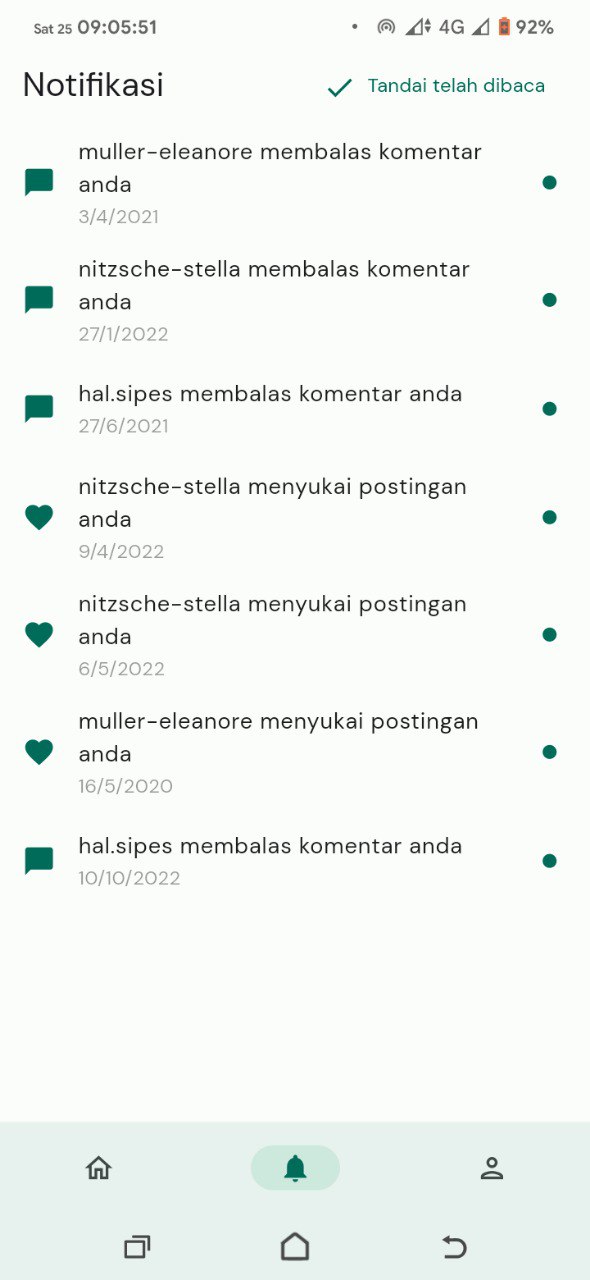 Sat 25 09:05:51
4G 92%
Notifikasi
Tandai telah dibaca
muller-eleanore membalas komentar
anda
3/4/2021
nitzsche-stella membalas komentar
anda
27/1/2022
hal.sipes membalas komentar anda
27/6/2021
nitzsche-stella menyukai postingan
anda
9/4/2022
nitzsche-stella menyukai postingan
anda
6/5/2022
muller-eleanore menyukai postingan
anda
16/5/2020
hal.sipes membalas komentar anda
10/10/2022